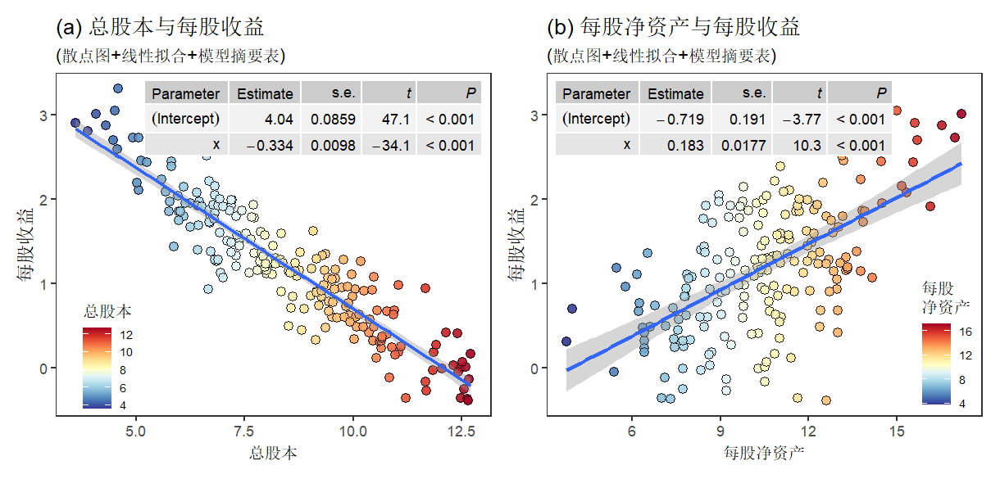 (a) 总股本与每股收益
(散点图+线性拟合+模型摘要表)
Parameter Estimate s.e. t P
(Intercept) 4.04 0.0859 47.1 < 0.001
x −0.334 0.0098 −34.1 < 0.001
3
2
1
0
每股收益
总股本
12
10
8
6
4
5.0 7.5 10.0 12.5
总股本
(b) 每股净资产与每股收益
(散点图+线性拟合+模型摘要表)
Parameter Estimate s.e. t P
(Intercept) −0.719 0.191 −3.77 < 0.001
x 0.183 0.0177 10.3 < 0.001
3
2
1
0
每股收益
每股
净资产
16
12
8
4
6 9 12 15
每股净资产